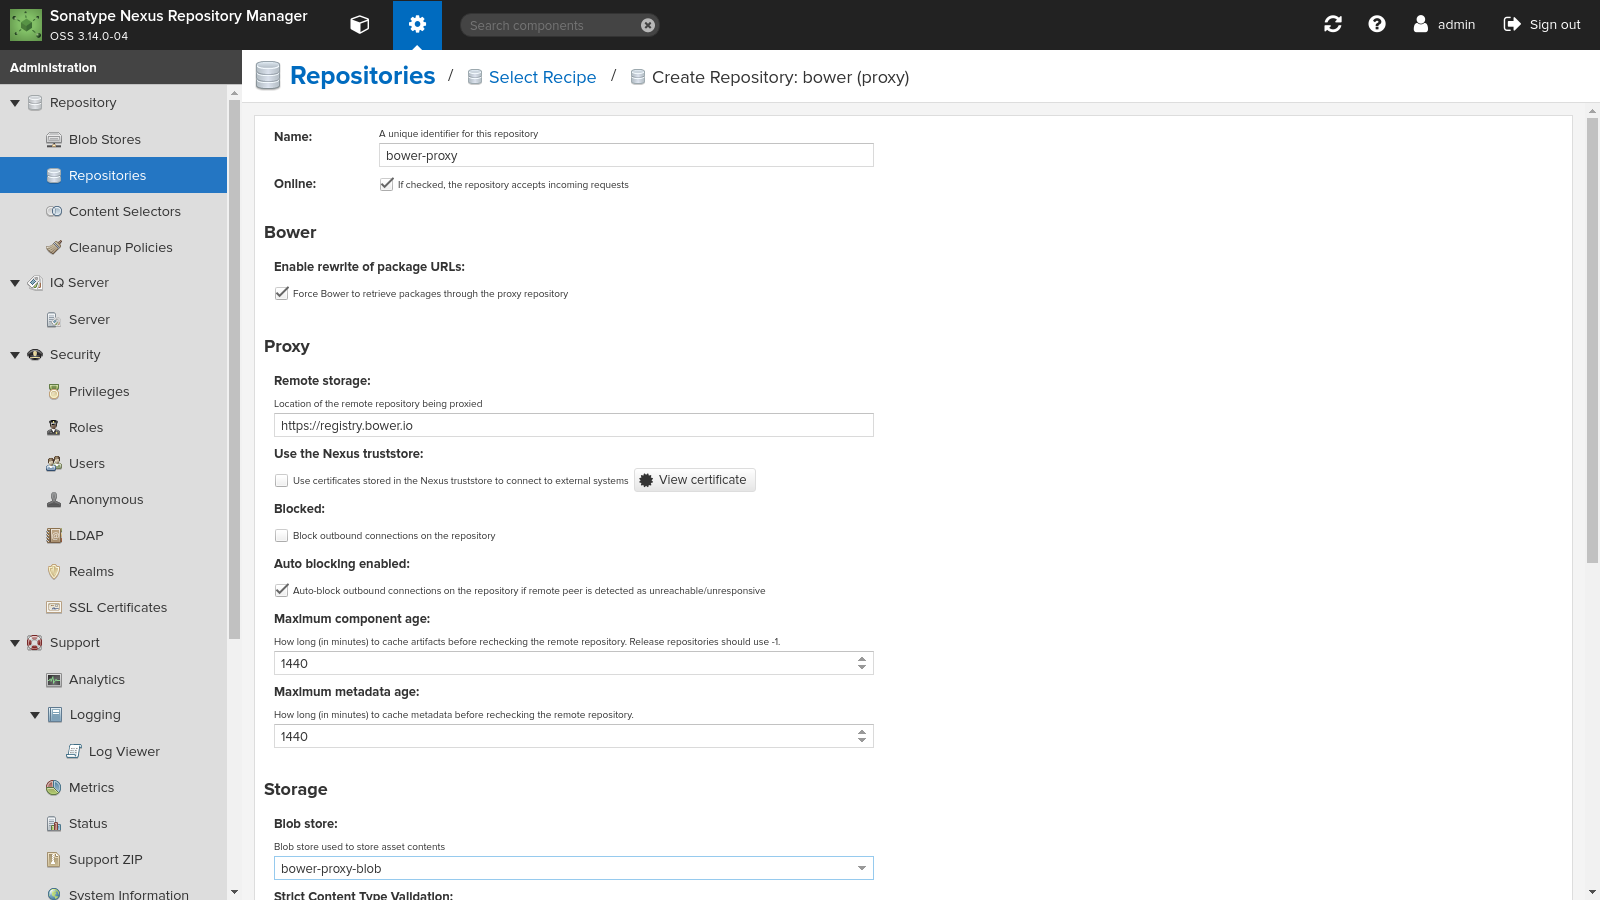 Sonatype Nexus Repository Manager
OSS 3.14.0-04
Search components
admin
Sign out
Administration
Repository
Blob Stores
Repositories
Content Selectors
Cleanup Policies
IQ Server
Server
Security
Privileges
Roles
Users
Anonymous
LDAP
Realms
SSL Certificates
Support
Analytics
Logging
Log Viewer
Metrics
Status
Support ZIP
System Information
Repositories / Select Recipe / Create Repository: bower (proxy)
Name:
A unique identifier for this repository
bower-proxy
Online:
If checked, the repository accepts incoming requests
Bower
Enable rewrite of package URLs:
Force Bower to retrieve packages through the proxy repository
Proxy
Remote storage:
Location of the remote repository being proxied
https://registry.bower.io
Use the Nexus truststore:
Use certificates stored in the Nexus truststore to connect to external systems
View certificate
Blocked:
Block outbound connections on the repository
Auto blocking enabled:
Auto-block outbound connections on the repository if remote peer is detected as unreachable/unresponsive
Maximum component age:
How long (in minutes) to cache artifacts before rechecking the remote repository. Release repositories should use -1.
1440
Maximum metadata age:
How long (in minutes) to cache metadata before rechecking the remote repository.
1440
Storage
Blob store:
Blob store used to store asset contents
bower-proxy-blob
Strict Content Type Validation: